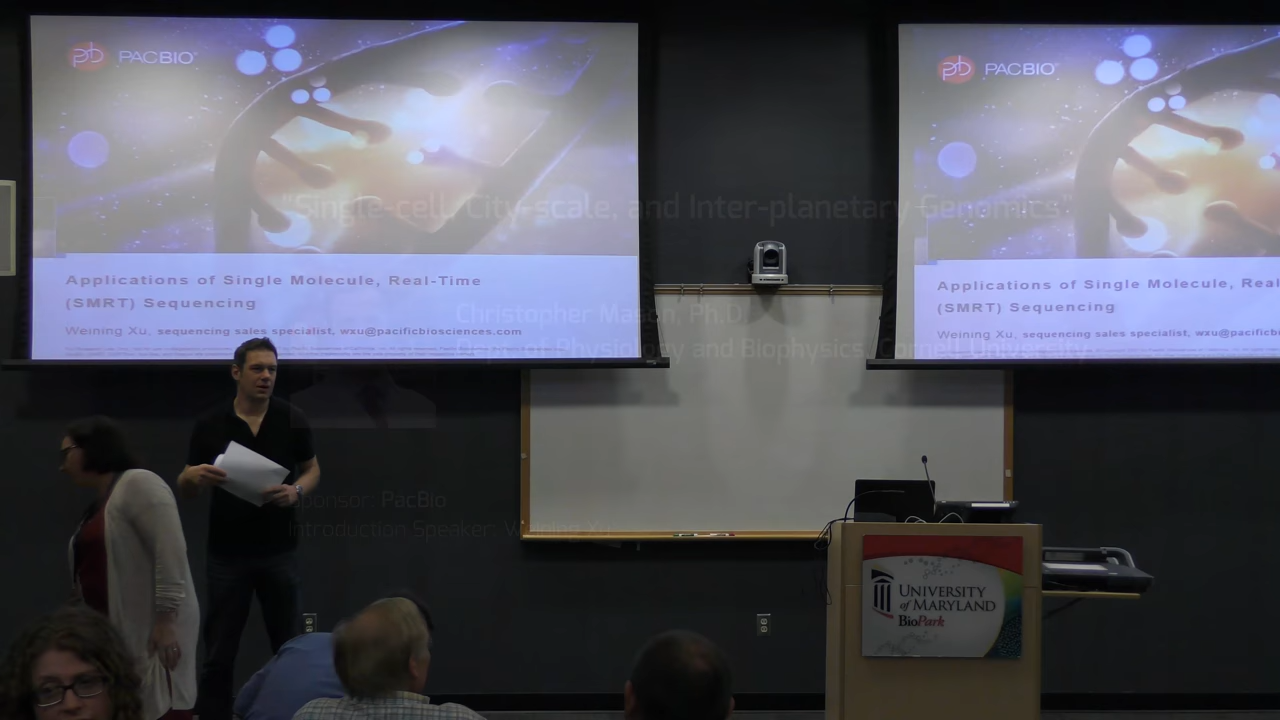 PACBIO
Applications of Single Molecule, Real-Time
(SMRT) Sequencing
Weining Xu, sequencing sales specialist, wxu@pacificbiosciences.com
PACBIO
Applications of Single Molecule, Real
(SMRT) Sequencing
Weining Xu, sequencing sales specialist, wxu@pacificb
"Single-cell, City-scale, and Inter-planetary Genomics"
Christopher Mason, Ph.D.
Dept. of Physiology and Biophysics, Cornell University
Sponsor: PacBio
Introduction Speaker: Weining Xu
UNIVERSITY
of MARYLAND
BioPark